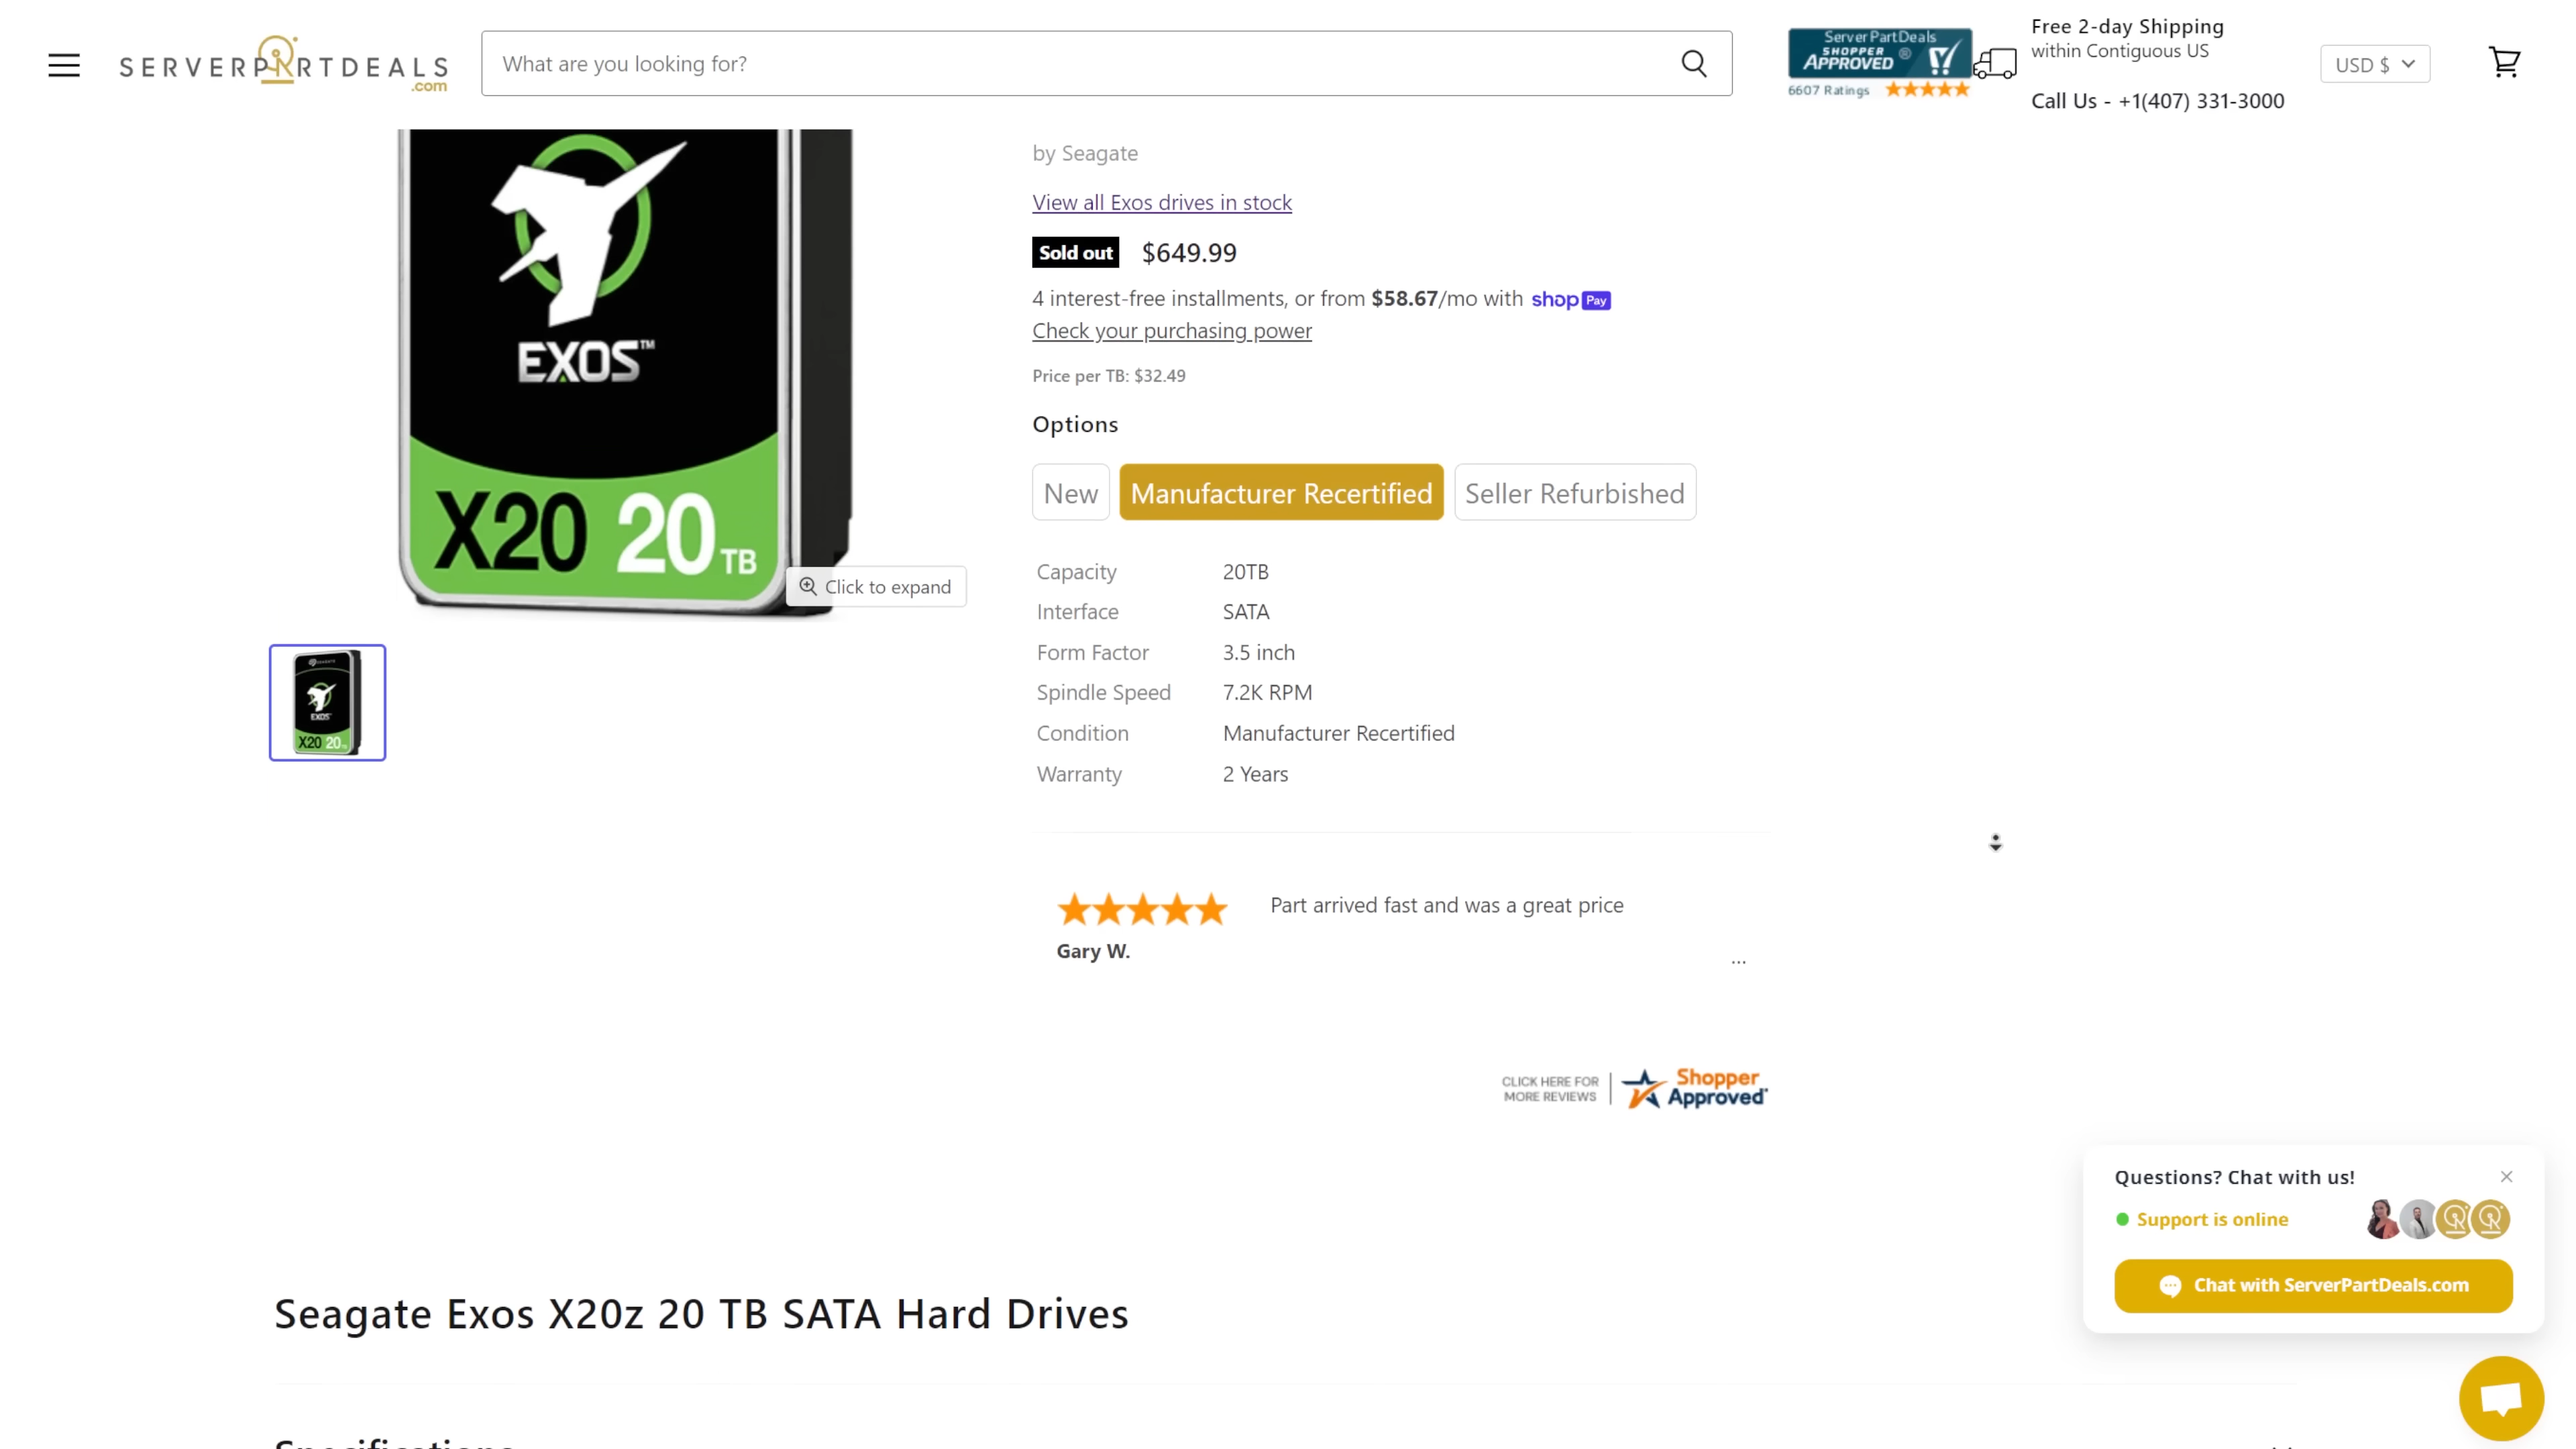 SERVERPARTDEALS
.com
What are you looking for?
ServerPartDeals
SHOPPER
APPROVED ®
6607 Ratings
Free 2-day Shipping
within Contiguous US
Call Us - +1(407) 331-3000
USD $
by Seagate
View all Exos drives in stock
Sold out $649.99
4 interest-free installments, or from $58.67/mo with shop Pay
Check your purchasing power
Price per TB: $32.49
Options
New Manufacturer Recertified Seller Refurbished
EXOS™
X20 20 TB
Click to expand
Capacity 20TB
Interface SATA
Form Factor 3.5 inch
Spindle Speed 7.2K RPM
Condition Manufacturer Recertified
Warranty 2 Years
EXOS
X20 20
Part arrived fast and was a great price
Gary W.
...
CLICK HERE FOR
MORE REVIEWS
Shopper
Approved
Questions? Chat with us!
Support is online
Chat with ServerPartDeals.com
Seagate Exos X20z 20 TB SATA Hard Drives